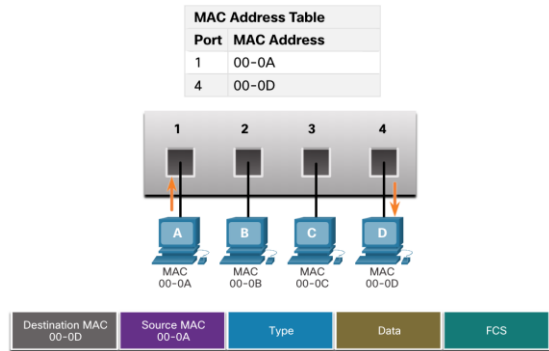 MAC Address Table
Port MAC Address
1 00-0A
4 00-0D
1 2 3 4
A B C D
MAC MAC MAC MAC
00-0A 00-0B 00-0C 00-0D
Destination MAC
00-0D
Source MAC
00-0A
Type
Data
FCS